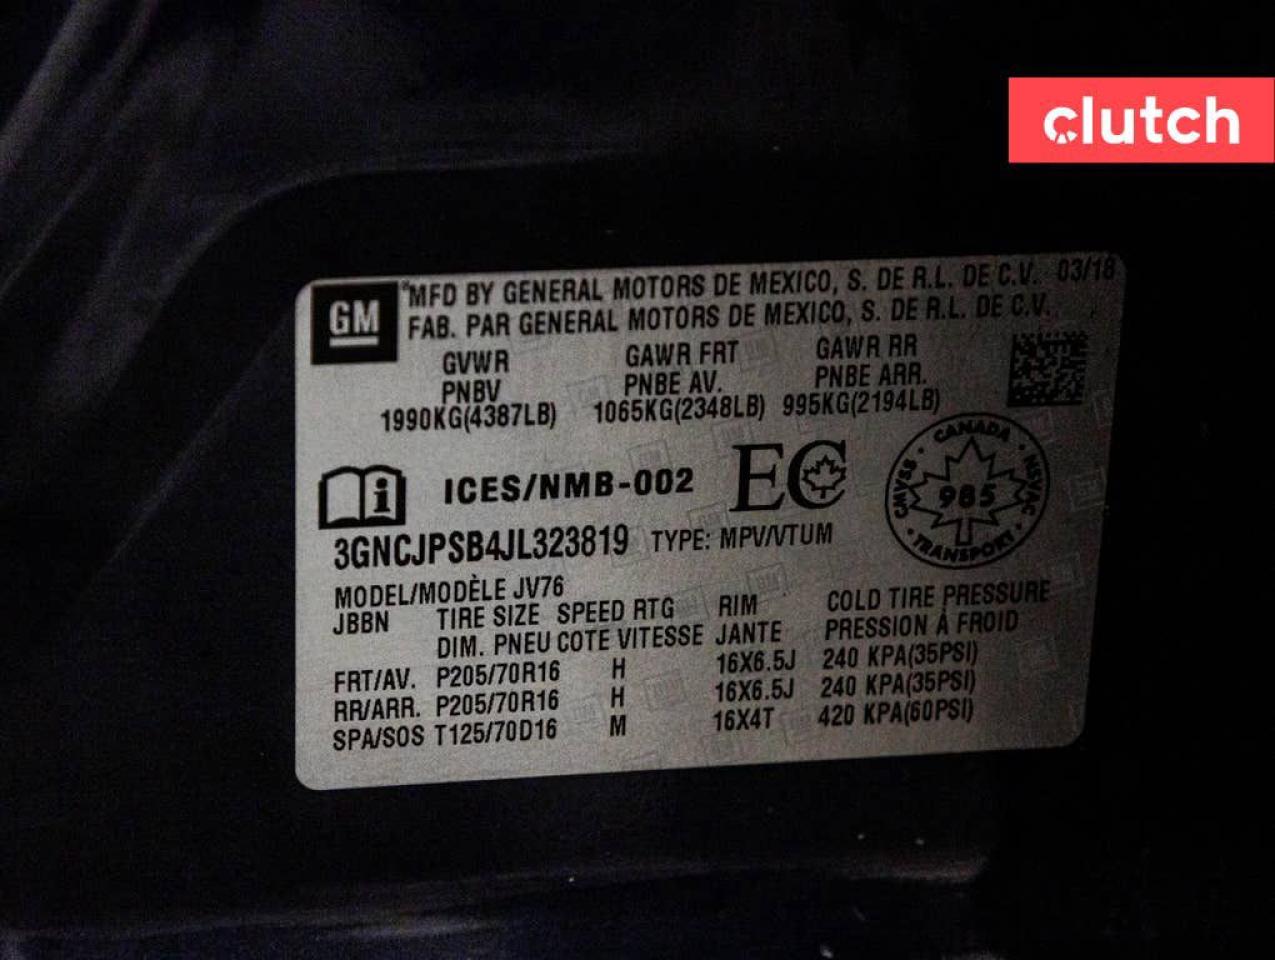 clutch
GM
*MFD BY GENERAL MOTORS DE MEXICO, S. DE R.L. DE C.V. 03/18
FAB. PAR GENERAL MOTORS DE MEXICO, S. DE R.L. DE C.V.
GVWR GAWR FRT GAWR RR
PNBV PNBE AV. PNBE ARR.
1990KG(4387LB) 1065KG(2348LB) 995KG(2194LB)
i ICES/NMB-002 EC
CANADA
CMVSS 985 NSVAC
TRANSPORT
3GNCJPSB4JL323819 TYPE: MPV/VTUM
MODEL/MODÈLE JV76
JBBN TIRE SIZE SPEED RTG RIM COLD TIRE PRESSURE
DIM. PNEU COTE VITESSE JANTE PRESSION À FROID
FRT/AV. P205/70R16 H 16X6.5J 240 KPA(35PSI)
RR/ARR. P205/70R16 H 16X6.5J 240 KPA(35PSI)
SPA/SOS T125/70D16 M 16X4T 420 KPA(60PSI)